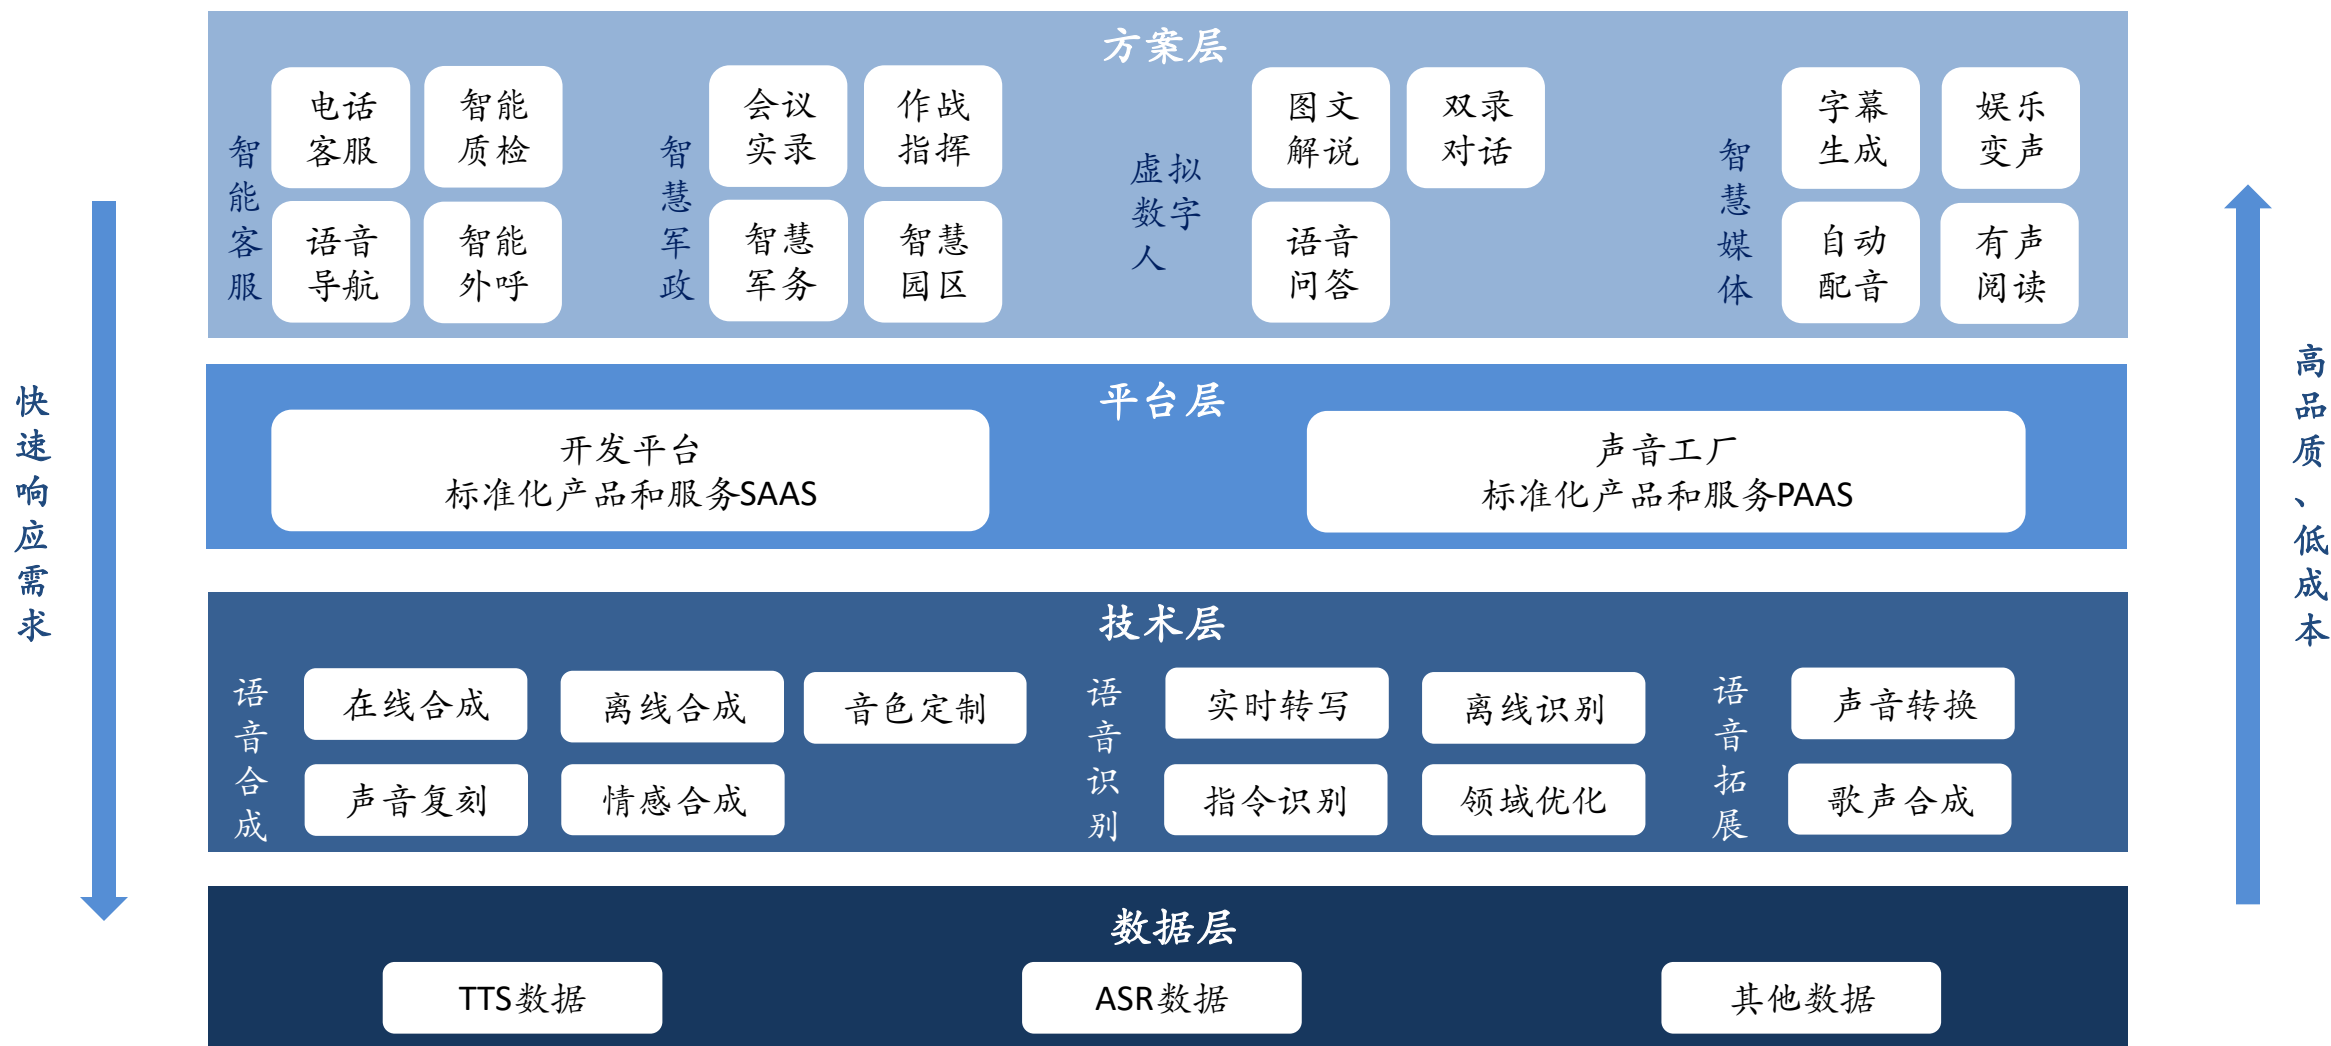 方案层
智能客服
电话
客服
智能
质检
语音
导航
智能
外呼
智慧军政
会议
实录
作战
指挥
智慧
军务
智慧
园区
虚拟
数字
人
图文
解说
双录
对话
语音
问答
智慧媒体
字幕
生成
娱乐
变声
自动
配音
有声
阅读
快速响应需求
高品质、低成本
平台层
开发平台
标准化产品和服务SAAS
声音工厂
标准化产品和服务PAAS
技术层
语音合成
在线合成
离线合成
音色定制
声音复刻
情感合成
语音识别
实时转写
离线识别
指令识别
领域优化
语音拓展
声音转换
歌声合成
数据层
TTS数据
ASR数据
其他数据